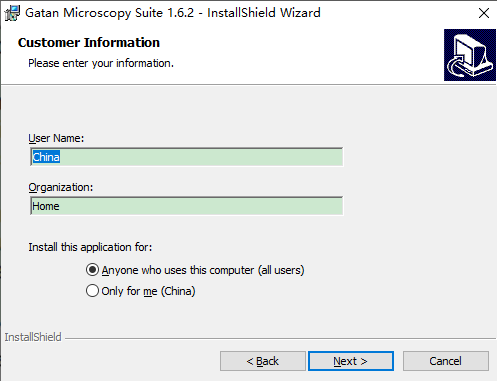 Gatan Microscopy Suite 1.6.2 - InstallShield Wizard
Customer Information
Please enter your information.
User Name:
China
Organization:
Home
Install this application for:
Anyone who uses this computer (all users)
Only for me (China)
InstallShield
< Back
Next >
Cancel